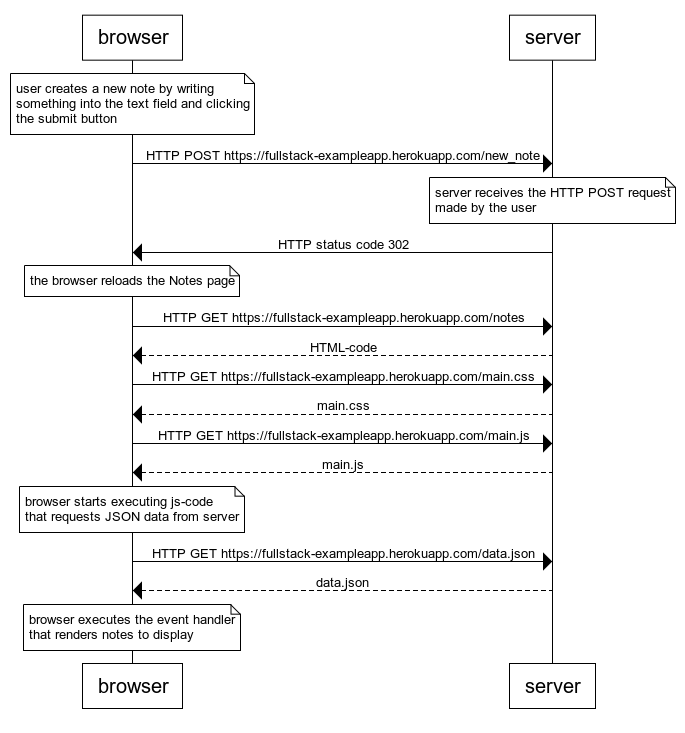 browser
server
user creates a new note by writing
something into the text field and clicking
the submit button
HTTP POST https://fullstack-exampleapp.herokuapp.com/new_note
server receives the HTTP POST request
made by the user
HTTP status code 302
the browser reloads the Notes page
HTTP GET https://fullstack-exampleapp.herokuapp.com/notes
HTML-code
HTTP GET https://fullstack-exampleapp.herokuapp.com/main.css
main.css
HTTP GET https://fullstack-exampleapp.herokuapp.com/main.js
main.js
browser starts executing js-code
that requests JSON data from server
HTTP GET https://fullstack-exampleapp.herokuapp.com/data.json
data.json
browser executes the event handler
that renders notes to display
browser
server